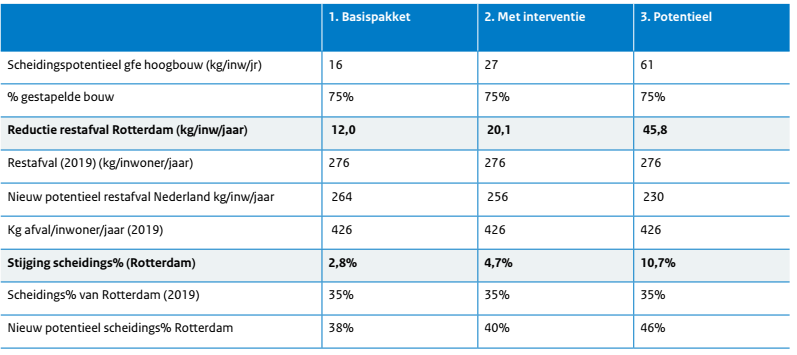 1. Basispakket 2. Met interventie 3. Potentieel
Scheidingspotentieel gfe hoogbouw (kg/inw/jr) 16 27 61
% gestapelde bouw 75% 75% 75%
Reductie restafval Rotterdam (kg/inw/jaar) 12,0 20,1 45,8
Restafval (2019) (kg/inwoner/jaar) 276 276 276
Nieuw potentieel restafval Nederland kg/inw/jaar 264 256 230
Kg afval/inwoner/jaar (2019) 426 426 426
Stijging scheidings% (Rotterdam) 2,8% 4,7% 10,7%
Scheidings% van Rotterdam (2019) 35% 35% 35%
Nieuw potentieel scheidings% Rotterdam 38% 40% 46%